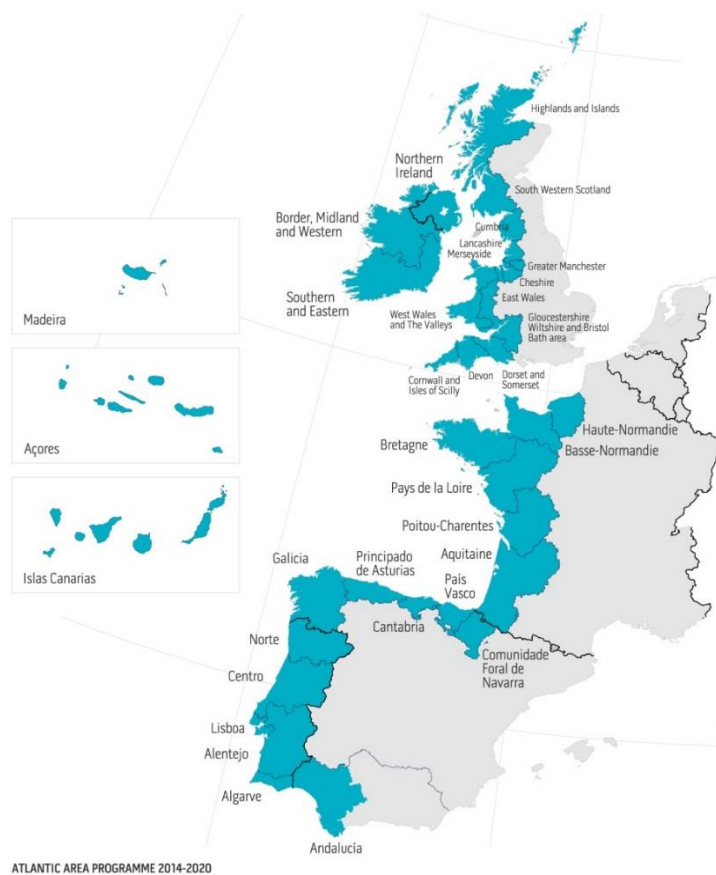 Highlands and Islands
Northern
Ireland
South Western Scotland
Border, Midland
and Western
Cumbria
Lancashire
Merseyside
Greater Manchester
Cheshire
East Wales
Southern
and Eastern
West Wales
and The Valleys
Gloucestershire
Wiltshire and Bristol
Bath area
Cornwall and
Isles of Scilly
Devon
Dorset and
Somerset
Madeira
Açores
Islas Canarias
Haute-Normandie
Basse-Normandie
Bretagne
Pays de la Loire
Poitou-Charentes
Aquitaine
Galicia
Principado
de Asturias
País
Vasco
Cantabria
Comunidade
Foral de
Navarra
Norte
Centro
Lisboa
Alentejo
Algarve
Andalucía
ATLANTIC AREA PROGRAMME 2014-2020